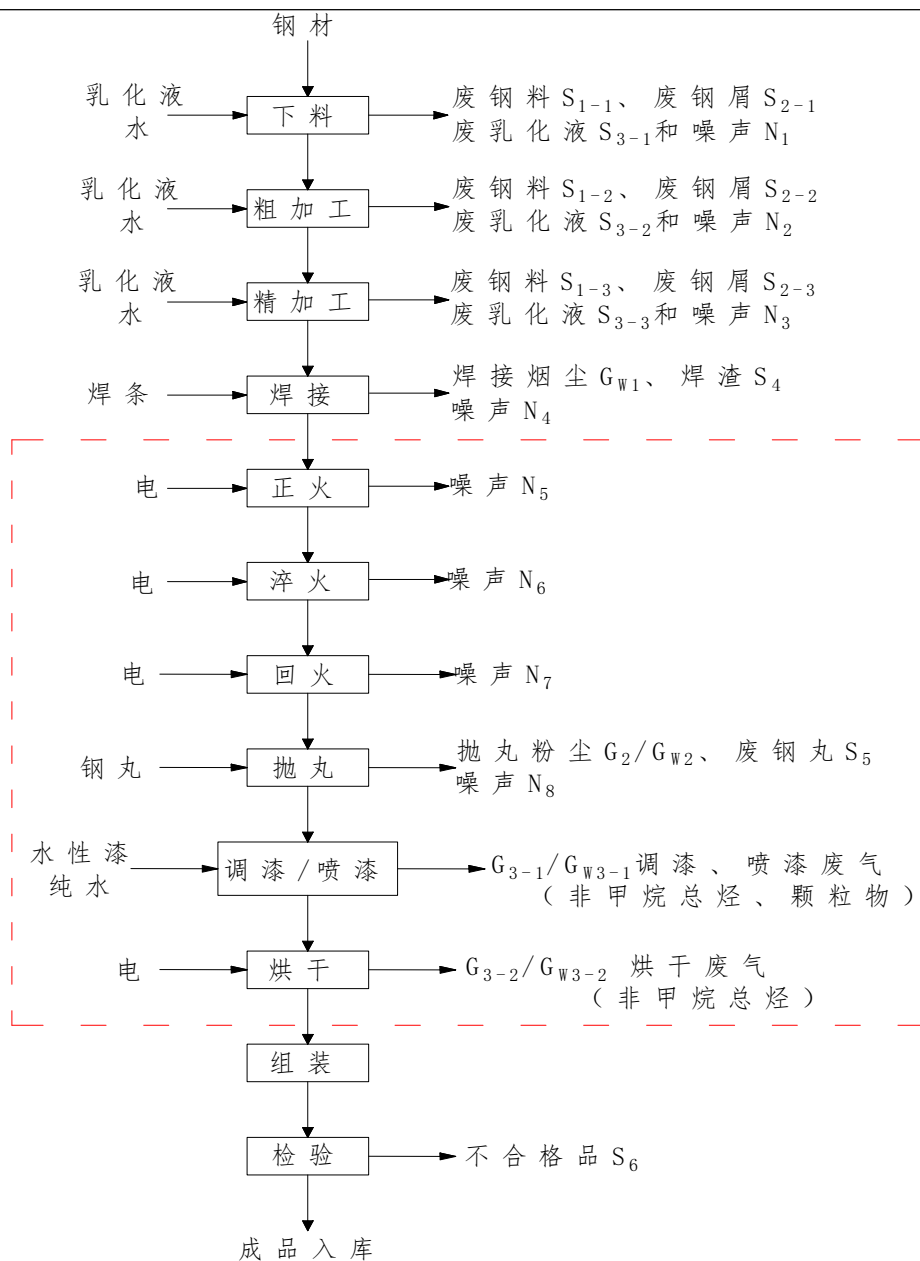 钢材
乳化液
水
下料
废钢料S1-1、废钢屑S2-1
废乳化液S3-1和噪声N1
乳化液
水
粗加工
废钢料S1-2、废钢屑S2-2
废乳化液S3-2和噪声N2
乳化液
水
精加工
废钢料S1-3、废钢屑S2-3
废乳化液S3-3和噪声N3
焊条
焊接
焊接烟尘GW1、焊渣S4
噪声N4
电
正火
噪声N5
电
淬火
噪声N6
电
回火
噪声N7
钢丸
抛丸
抛丸粉尘G2/GW2、废钢丸S5
噪声N8
水性漆
纯水
调漆/喷漆
G3-1/GW3-1调漆、喷漆废气
（非甲烷总烃、颗粒物）
电
烘干
G3-2/GW3-2 烘干废气
（非甲烷总烃）
组装
检验
不合格品S6
成品入库